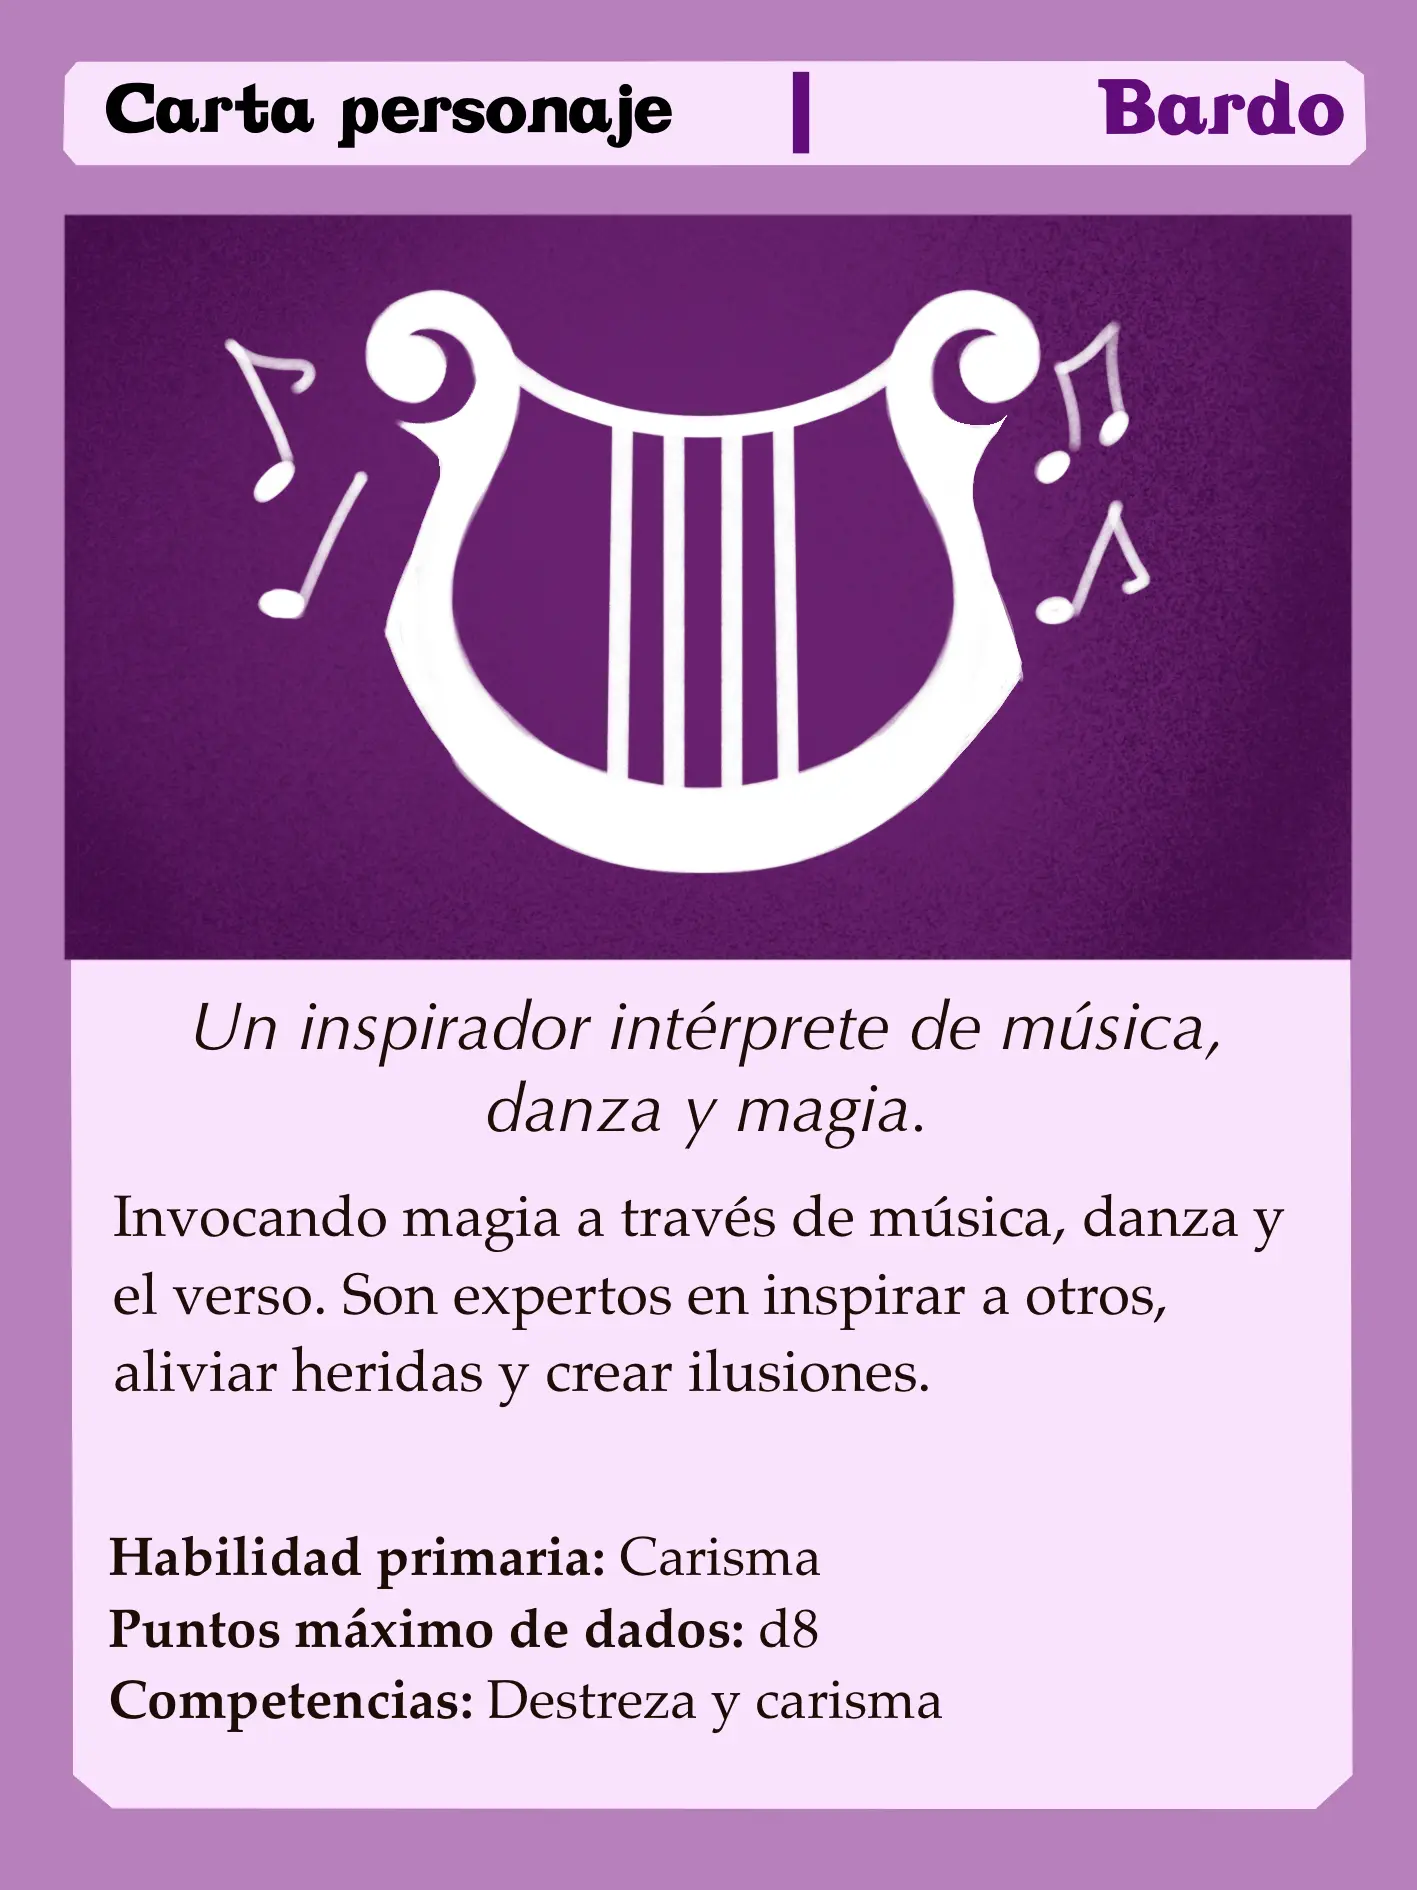 Carta personaje | Bardo
Un inspirador intérprete de música,
danza y magia.
Invocando magia a través de música, danza y
el verso. Son expertos en inspirar a otros,
aliviar heridas y crear ilusiones.
Habilidad primaria: Carisma
Puntos máximo de dados: d8
Competencias: Destreza y carisma